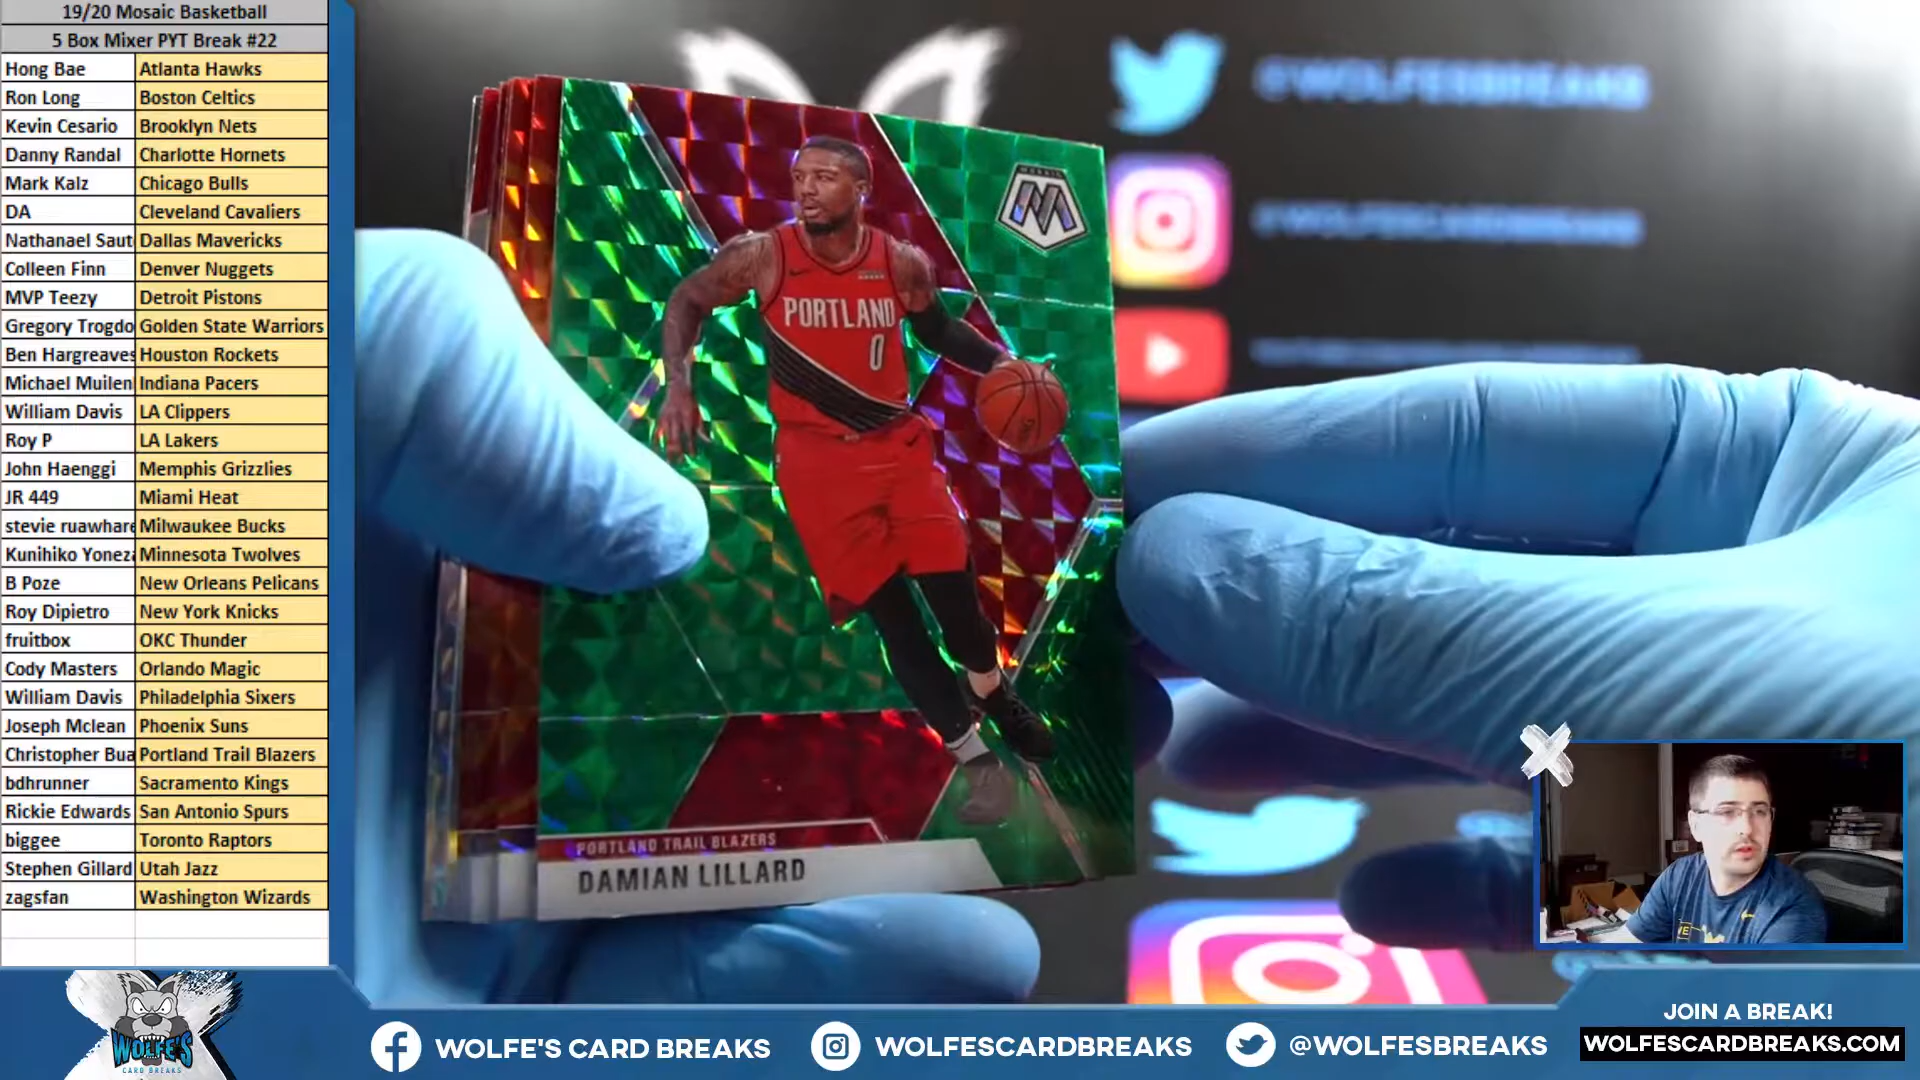 19/20 Mosaic Basketball
5 Box Mixer PYT Break #22
Hong Bae Atlanta Hawks
Ron Long Boston Celtics
Kevin Cesario Brooklyn Nets
Danny Randal Charlotte Hornets
Mark Kalz Chicago Bulls
DA Cleveland Cavaliers
Nathanael Saut Dallas Mavericks
Colleen Finn Denver Nuggets
MVP Teezy Detroit Pistons
Gregory Trogdo Golden State Warriors
Ben Hargreaves Houston Rockets
Michael Muilen Indiana Pacers
William Davis LA Clippers
Roy P LA Lakers
John Haenggi Memphis Grizzlies
JR 449 Miami Heat
stevie ruawhare Milwaukee Bucks
Kunihiko Yoneza Minnesota Twolves
B Poze New Orleans Pelicans
Roy Dipietro New York Knicks
fruitbox OKC Thunder
Cody Masters Orlando Magic
William Davis Philadelphia Sixers
Joseph Mclean Phoenix Suns
Christopher Bua Portland Trail Blazers
bdhrunner Sacramento Kings
Rickie Edwards San Antonio Spurs
biggee Toronto Raptors
Stephen Gillard Utah Jazz
zagsfan Washington Wizards
@WOLFESBREAKS
@WOLFESCARDBREAKS
MOSAIC
M
PORTLAND
0
PORTLAND TRAIL BLAZERS
DAMIAN LILLARD
WOLFE'S
CARD BREAKS
WOLFE'S CARD BREAKS
WOLFESCARDBREAKS
@WOLFESBREAKS
JOIN A BREAK!
WOLFESCARDBREAKS.COM